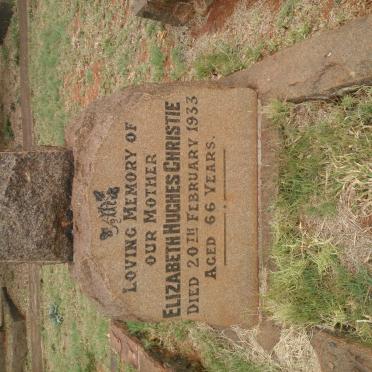 In
LOVING MEMORY OF
OUR MOTHER
ELIZABETH HUGHES CHRISTIE
DIED 20TH FEBRUARY 1933
AGED 66 YEARS.